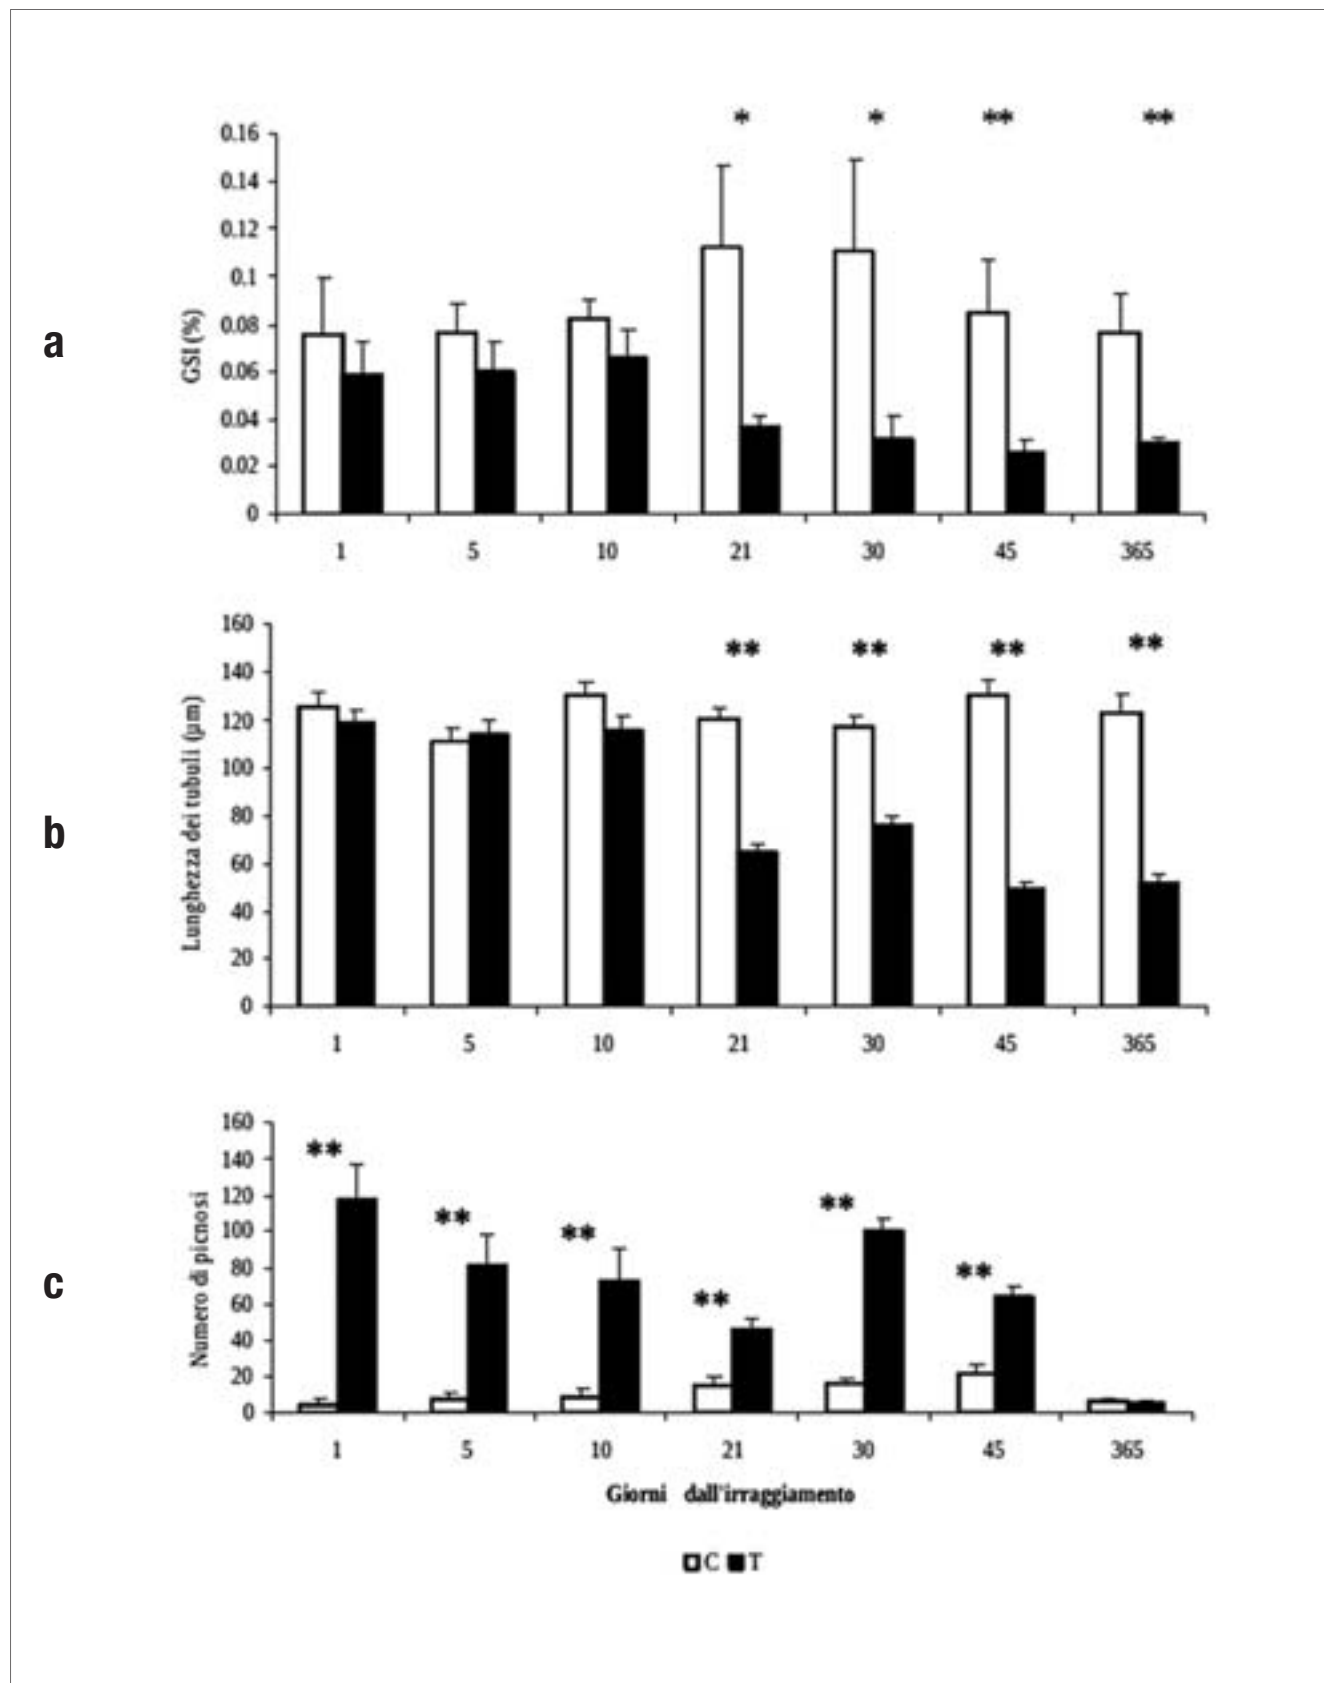 a
GSI (%)
* * ** **
0.16
0.14
0.12
0.1
0.08
0.06
0.04
0.02
0
1 5 10 21 30 45 365
b
Lunghezza dei tubuli (µm)
** ** ** **
160
140
120
100
80
60
40
20
0
1 5 10 21 30 45 365
c
Numero di picnosi
** ** ** ** ** **
160
140
120
100
80
60
40
20
0
1 5 10 21 30 45 365
Giorni dall'irraggiamento
C T